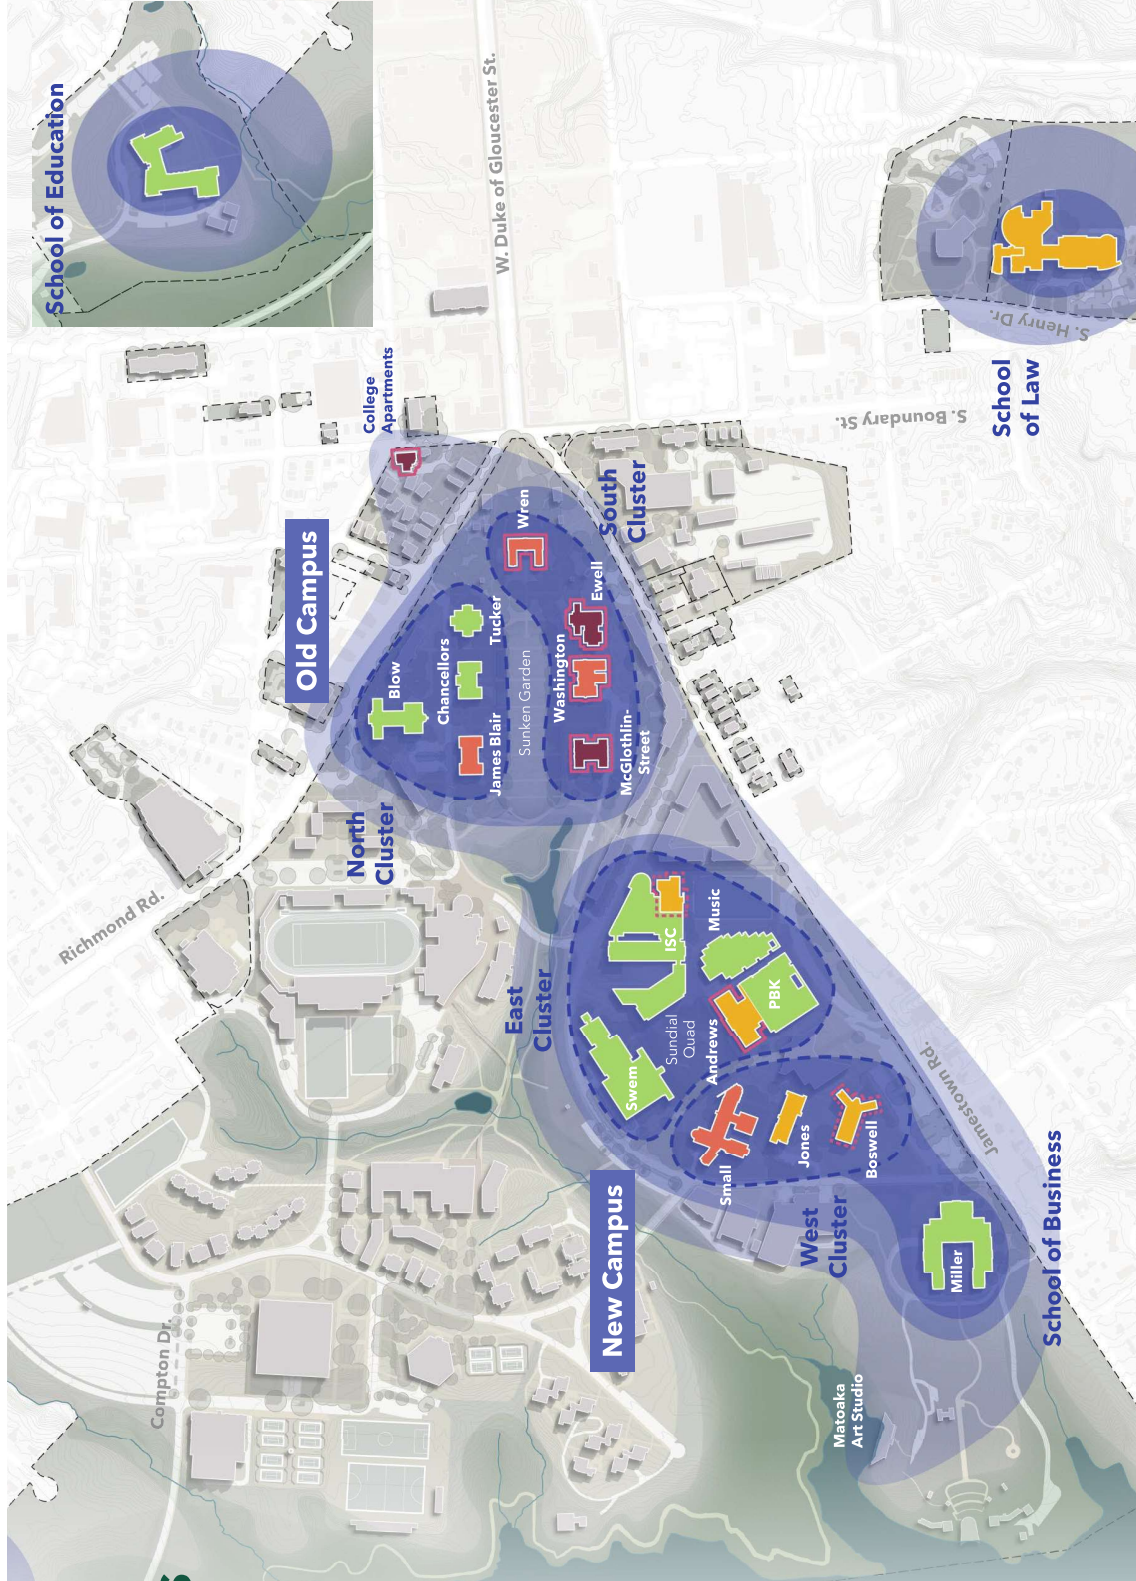 School of Education
W. Duke of Gloucester St.
College
Apartments
S. Henry Dr.
School
of Law
S. Boundary St.
Old Campus
Wren
South
Cluster
Ewell
Tucker
Blow
Chancellors
Sunken Garden
Washington
James Blair
McGlothlin-
Street
North
Cluster
Richmond Rd.
ISC
Music
East
Cluster
PBK
Sundial
Quad
Andrews
Swem
Small
Jones
Boswell
Jamestown Rd.
New Campus
West
Cluster
Miller
School of Business
Compton Dr.
Matoaka
Art Studio